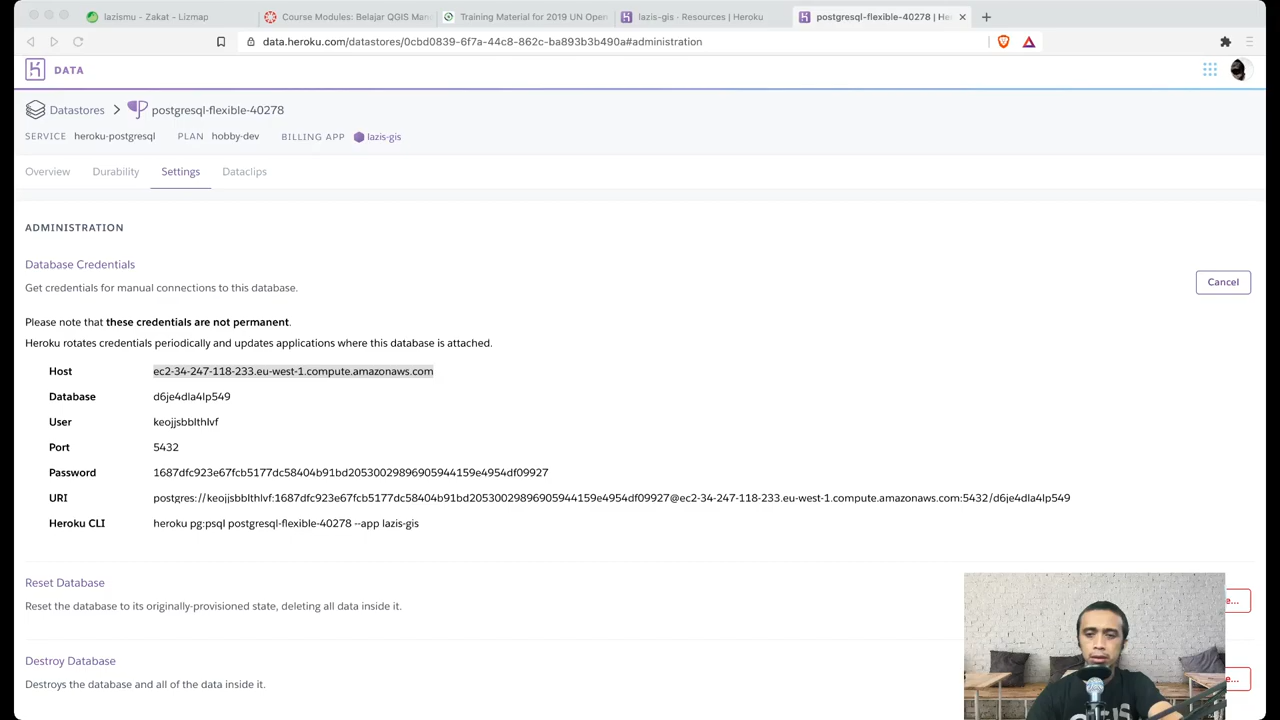 lazismu - Zakat - Lizmap
Course Modules: Belajar QGIS Man
Training Material for 2019 UN Open
lazis-gis · Resources | Heroku
postgresql-flexible-40278 | He
data.heroku.com/datastores/0cbd0839-6f7a-44c8-862c-ba893b3b490a#administration
DATA
Datastores
postgresql-flexible-40278
SERVICE heroku-postgresql PLAN hobby-dev BILLING APP lazis-gis
Overview Durability Settings Dataclips
ADMINISTRATION
Database Credentials
Get credentials for manual connections to this database.
Cancel
Please note that these credentials are not permanent.
Heroku rotates credentials periodically and updates applications where this database is attached.
Host ec2-34-247-118-233.eu-west-1.compute.amazonaws.com
Database d6je4dla4lp549
User keojjsbblthlvf
Port 5432
Password 1687dfc923e67fcb5177dc58404b91bd20530029896905944159e4954df09927
URI postgres://keojjsbblthlvf:1687dfc923e67fcb5177dc58404b91bd20530029896905944159e4954df09927@ec2-34-247-118-233.eu-west-1.compute.amazonaws.com:5432/d6je4dla4lp549
Heroku CLI heroku pg:psql postgresql-flexible-40278 --app lazis-gis
Reset Database
Reset the database to its originally-provisioned state, deleting all data inside it.
Destroy Database
Destroys the database and all of the data inside it.